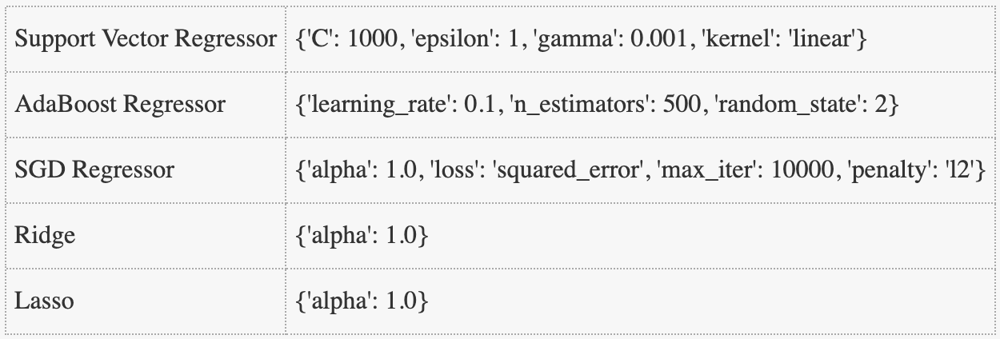 Support Vector Regressor {'C': 1000, 'epsilon': 1, 'gamma': 0.001, 'kernel': 'linear'}
AdaBoost Regressor {'learning_rate': 0.1, 'n_estimators': 500, 'random_state': 2}
SGD Regressor {'alpha': 1.0, 'loss': 'squared_error', 'max_iter': 10000, 'penalty': 'l2'}
Ridge {'alpha': 1.0}
Lasso {'alpha': 1.0}